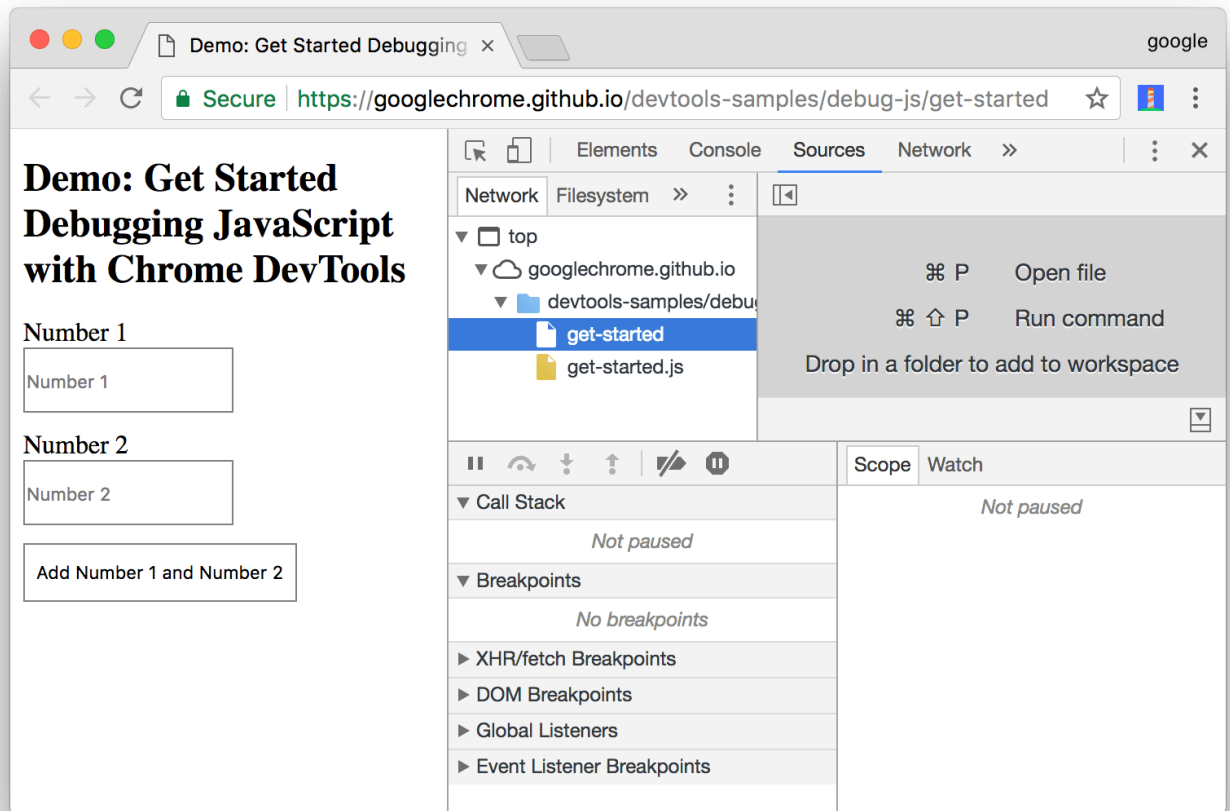 Demo: Get Started Debugging
google
Secure https://googlechrome.github.io/devtools-samples/debug-js/get-started
Demo: Get Started
Debugging JavaScript
with Chrome DevTools
Number 1
Number 1
Number 2
Number 2
Add Number 1 and Number 2
Elements Console Sources Network »
Network Filesystem »
top
googlechrome.github.io
devtools-samples/debug
get-started
get-started.js
⌘ P Open file
⌘ ⇧ P Run command
Drop in a folder to add to workspace
Call Stack
Not paused
Breakpoints
No breakpoints
XHR/fetch Breakpoints
DOM Breakpoints
Global Listeners
Event Listener Breakpoints
Scope Watch
Not paused